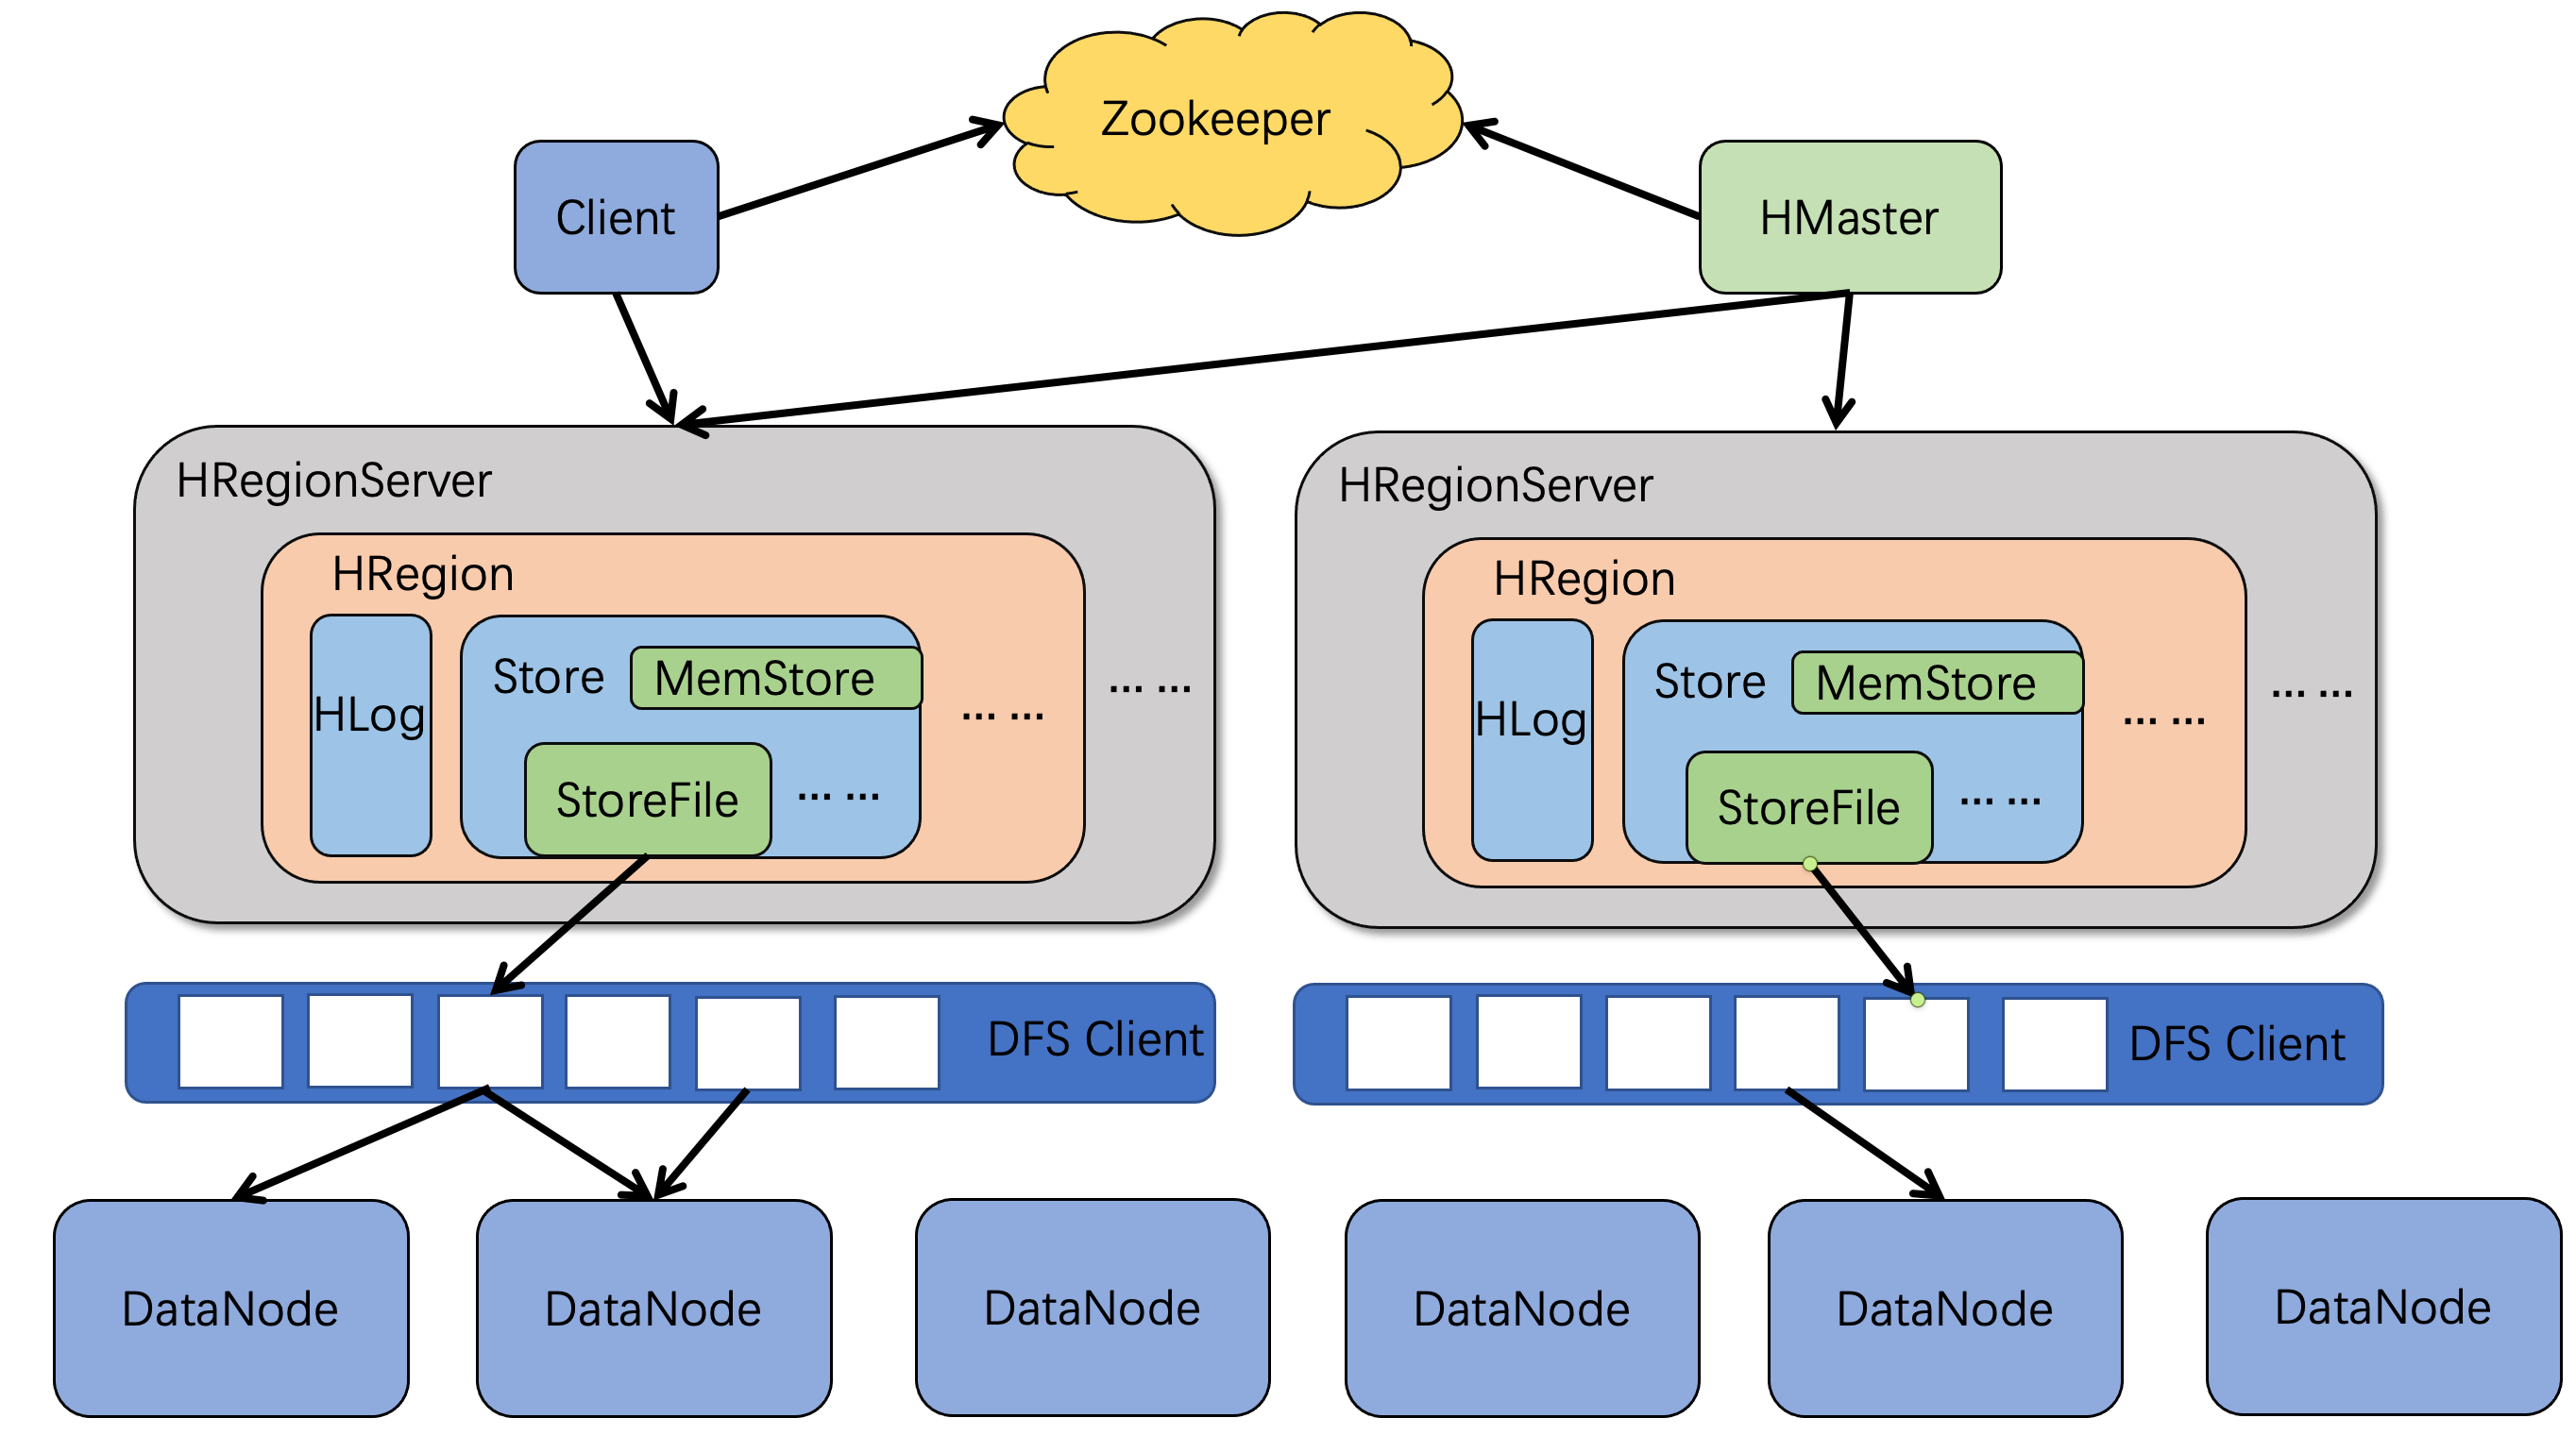 Zookeeper
Client
HMaster
HRegionServer
HRegion
HLog
Store
MemStore
StoreFile
... ...
... ...
... ...
HRegionServer
HRegion
HLog
Store
MemStore
StoreFile
... ...
... ...
... ...
DFS Client
DFS Client
DataNode
DataNode
DataNode
DataNode
DataNode
DataNode